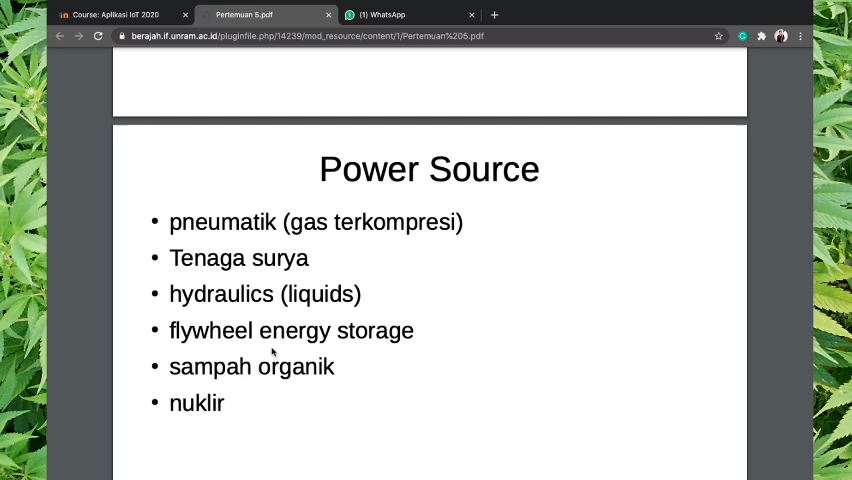 Course: Aplikasi IoT 2020
Pertemuan 5.pdf
(1) WhatsApp
berajah.if.unram.ac.id/pluginfile.php/14239/mod_resource/content/1/Pertemuan%205.pdf
Power Source
• pneumatik (gas terkompresi)
• Tenaga surya
• hydraulics (liquids)
• flywheel energy storage
• sampah organik
• nuklir